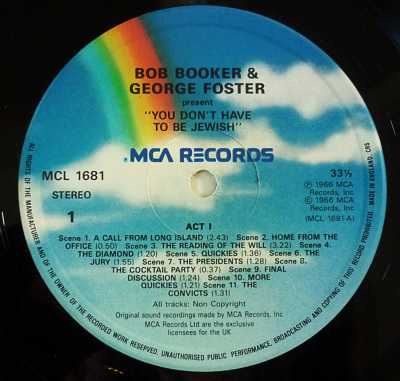 BOB BOOKER &
GEORGE FOSTER
present
"YOU DON'T HAVE
TO BE JEWISH"
MCA RECORDS
MCL 1681
STEREO
1
33⅓
Ⓟ 1966 MCA
Records, Inc
© 1966 MCA
Records, Inc
(MCL 1681-A)
ACT I
Scene 1. A CALL FROM LONG ISLAND (2.43) Scene 2. HOME FROM THE
OFFICE (0.50) Scene 3. THE READING OF THE WILL (3.22) Scene 4.
THE DIAMOND (1.20) Scene 5. QUICKIES (1.36) Scene 6. THE
JURY (1.55) Scene 7. THE PRESIDENTS (1.28) Scene 8.
THE COCKTAIL PARTY (0.37) Scene 9. FINAL
DISCUSSION (1.24) Scene 10. MORE
QUICKIES (1.21) Scene 11. THE
CONVICTS (1.31)
All tracks: Non Copyright
Original sound recordings made by MCA Records, Inc
MCA Records Ltd are the exclusive
licensees for the UK
ALL RIGHTS OF THE MANUFACTURER AND OF THE OWNER OF THE RECORDED WORK RESERVED. UNAUTHORISED PUBLIC PERFORMANCE, BROADCASTING AND COPYING OF THIS RECORD PROHIBITED. MADE IN ENGLAND. CBS